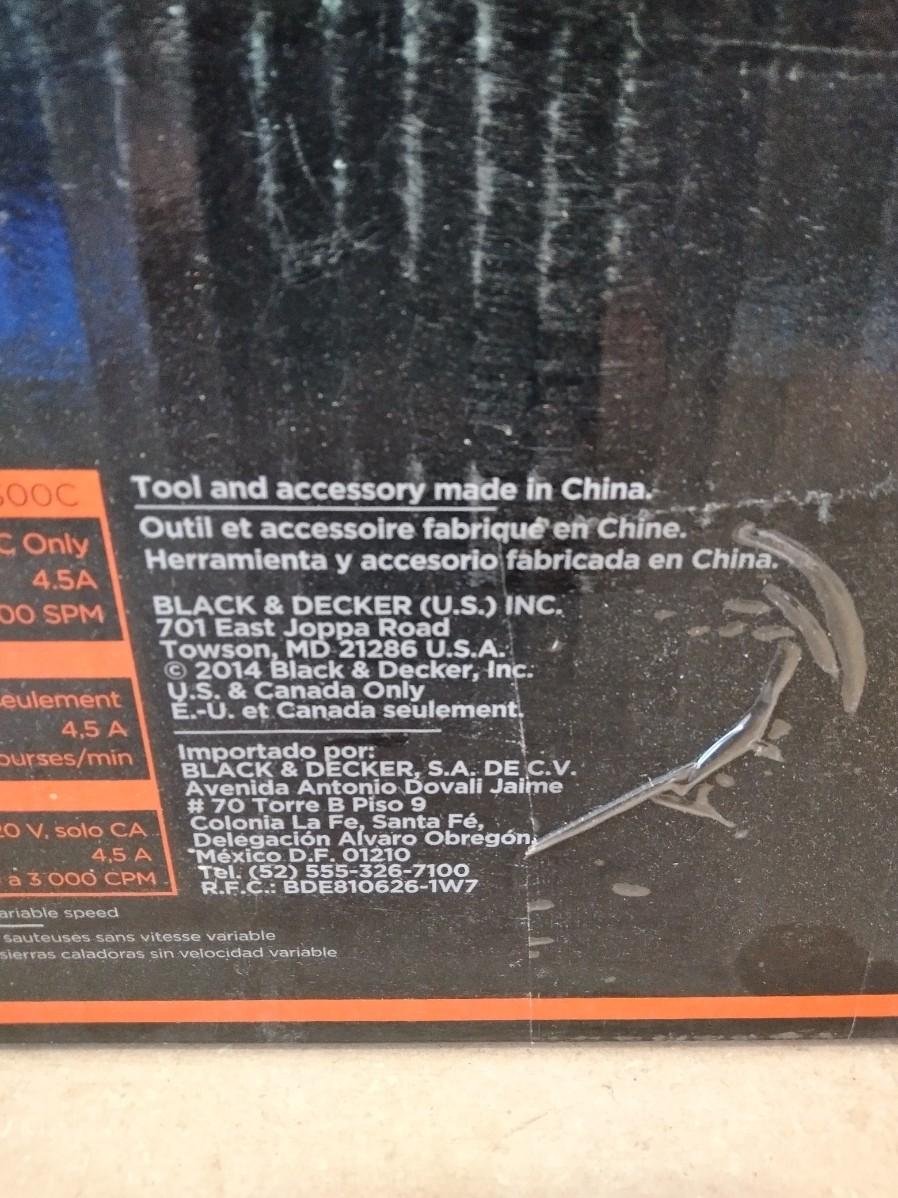 600C
C Only
4.5A
00 SPM
eulement
4,5 A
ourses/min
20 V, solo CA
4,5 A
a 3 000 CPM
ariable speed
sauteuses sans vitesse variable
sierras caladoras sin velocidad variable
Tool and accessory made in China.
Outil et accessoire fabriqué en Chine.
Herramienta y accesorio fabricada en China.
BLACK & DECKER (U.S.) INC.
701 East Joppa Road
Towson, MD 21286 U.S.A.
© 2014 Black & Decker, Inc.
U.S. & Canada Only
E.-U. et Canada seulement.
Importado por:
BLACK & DECKER, S.A. DE C.V.
Avenida Antonio Dovali Jaime
# 70 Torre B Piso 9
Colonia La Fe, Santa Fé,
Delegación Alvaro Obregón,
México D.F. 01210
Tel. (52) 555-326-7100
R.F.C.: BDE810626-1W7